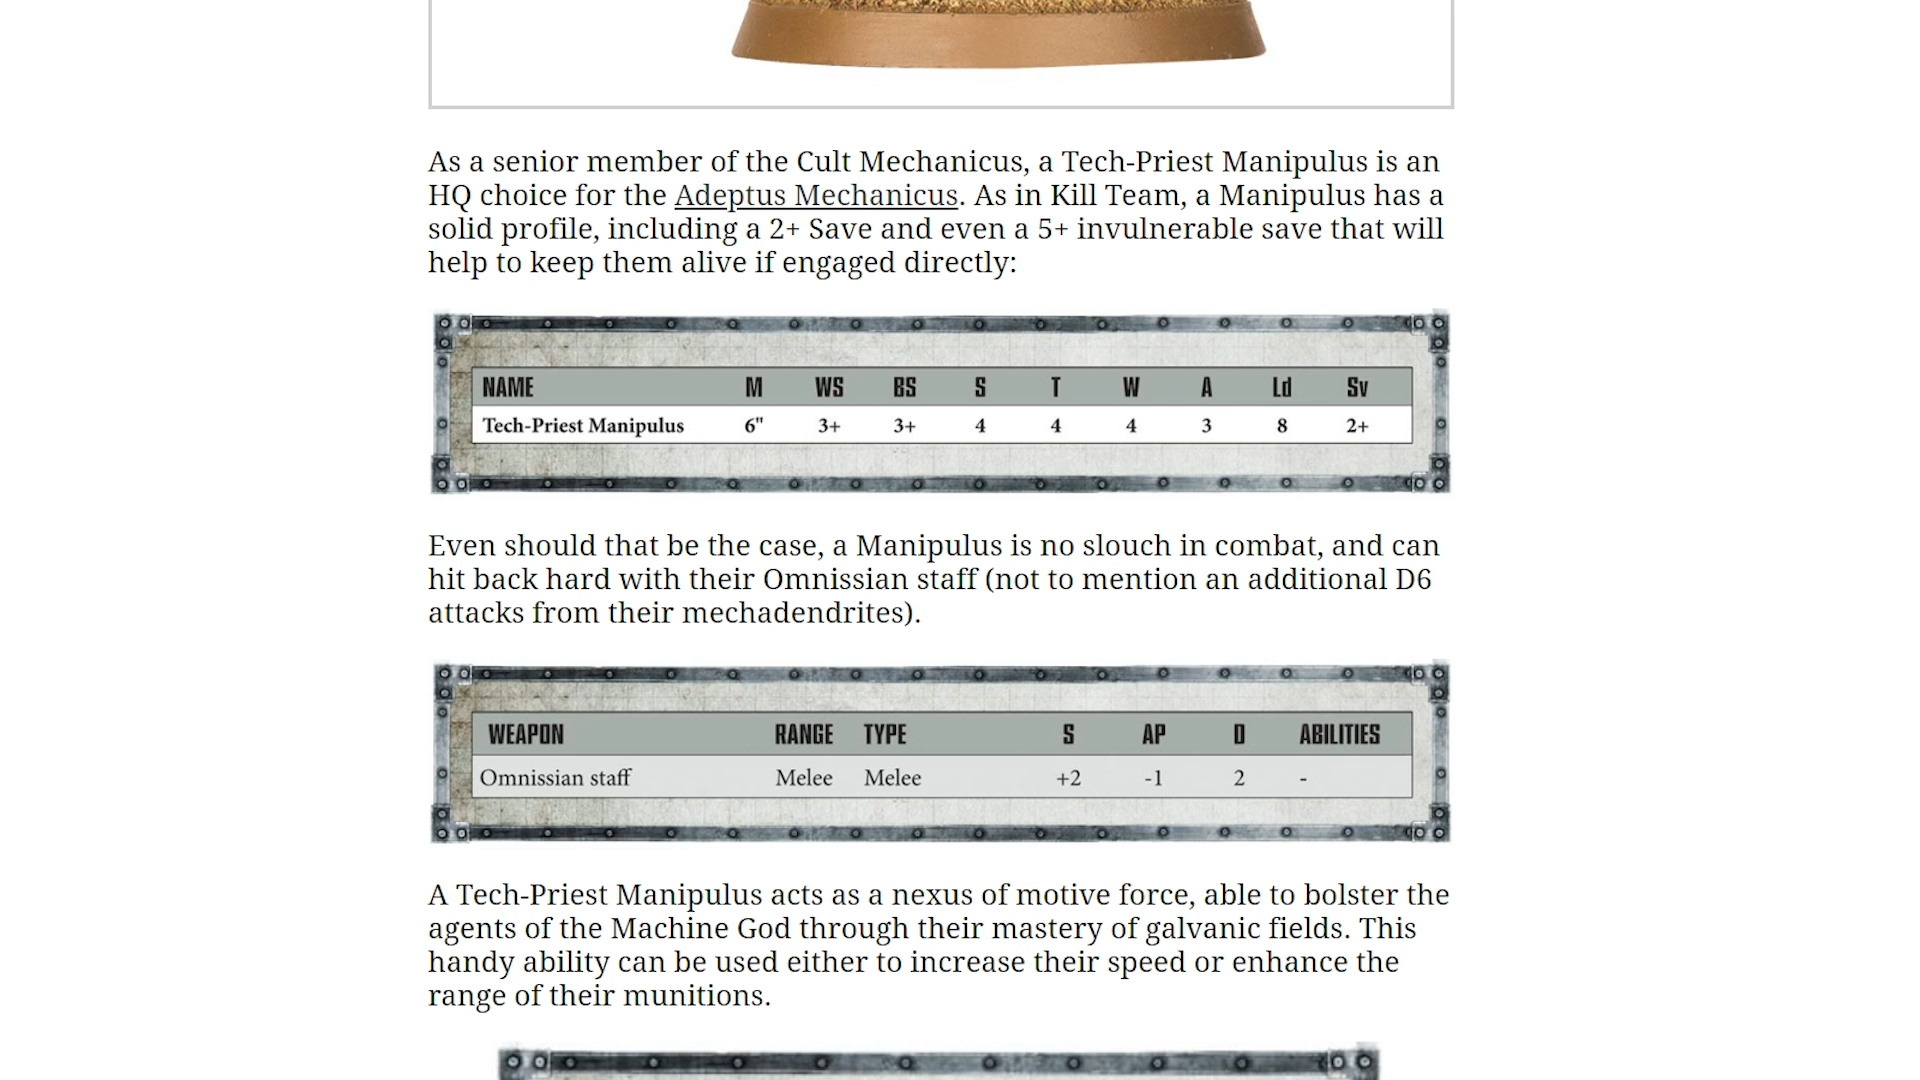 As a senior member of the Cult Mechanicus, a Tech-Priest Manipulus is an
HQ choice for the Adeptus Mechanicus. As in Kill Team, a Manipulus has a
solid profile, including a 2+ Save and even a 5+ invulnerable save that will
help to keep them alive if engaged directly:
NAME M WS BS S T W A Ld Sv
Tech-Priest Manipulus 6" 3+ 3+ 4 4 4 3 8 2+
Even should that be the case, a Manipulus is no slouch in combat, and can
hit back hard with their Omnissian staff (not to mention an additional D6
attacks from their mechadendrites).
WEAPON RANGE TYPE S AP D ABILITIES
Omnissian staff Melee Melee +2 -1 2 -
A Tech-Priest Manipulus acts as a nexus of motive force, able to bolster the
agents of the Machine God through their mastery of galvanic fields. This
handy ability can be used either to increase their speed or enhance the
range of their munitions.